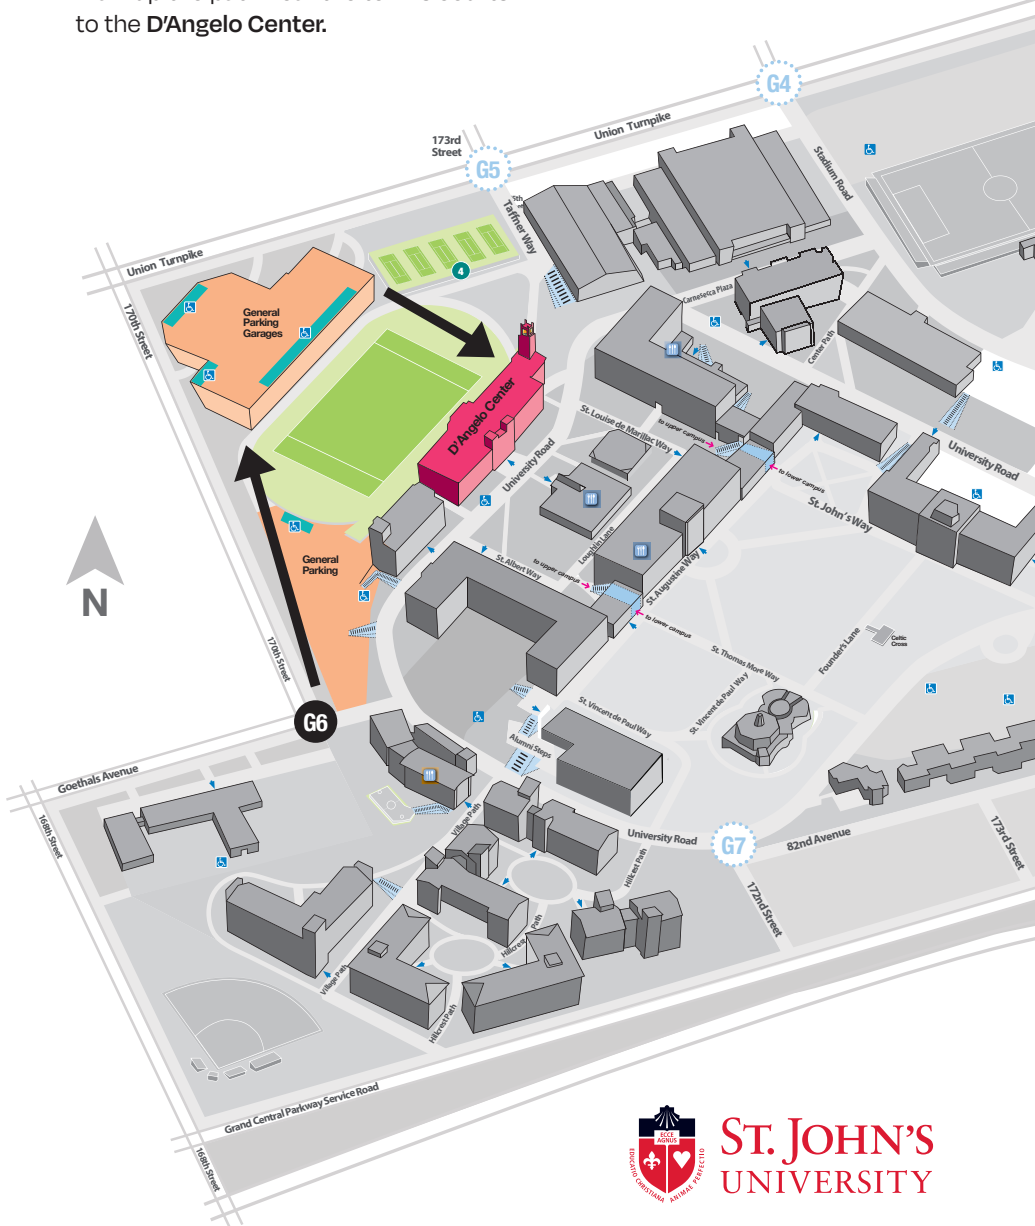 to the D'Angelo Center.
G4
Union Turnpike
173rd
Street
G5
Stadium Road
Taffner Way
Union Turnpike
4
170th Street
General
Parking
Garages
Carnesecca Plaza
Center Path
D'Angelo Center
St. Louise de Marillac Way
to upper campus
University Road
University Road
to lower campus
St. John's Way
Loughlin Lane
General
Parking
St. Albert Way
to upper campus
St. Augustine Way
N
to lower campus
Founder's Lane
Celtic
Cross
170th Street
St. Thomas More Way
St. Vincent de Paul Way
St. Vincent de Paul Way
G6
Alumni Steps
Goethals Avenue
168th Street
Village Path
University Road
G7
82nd Avenue
173rd Street
Hillcrest Path
172nd Street
Hillcrest Path
Village Path
Hillcrest Path
Grand Central Parkway Service Road
168th Street
ECCE
AGNUS
EDUCATIO CHRISTIANA ANIMAE PERFECTIO
ST. JOHN'S
UNIVERSITY